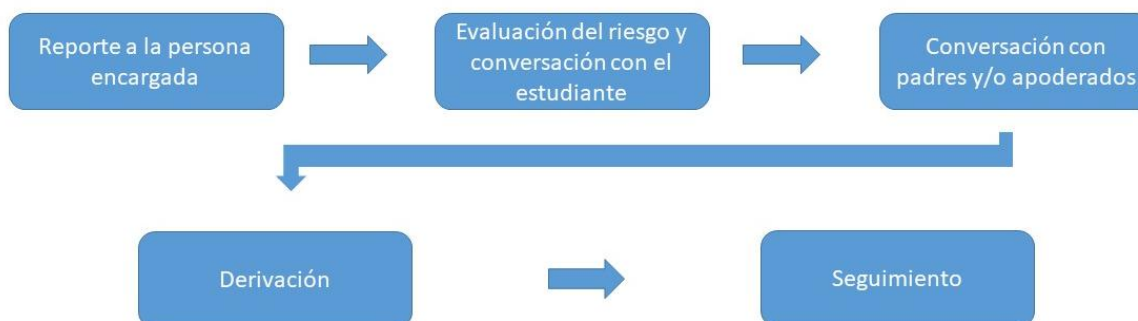 Reporte a la persona
encargada
Evaluación del riesgo y
conversación con el
estudiante
Conversación con
padres y/o apoderados
Derivación
Seguimiento